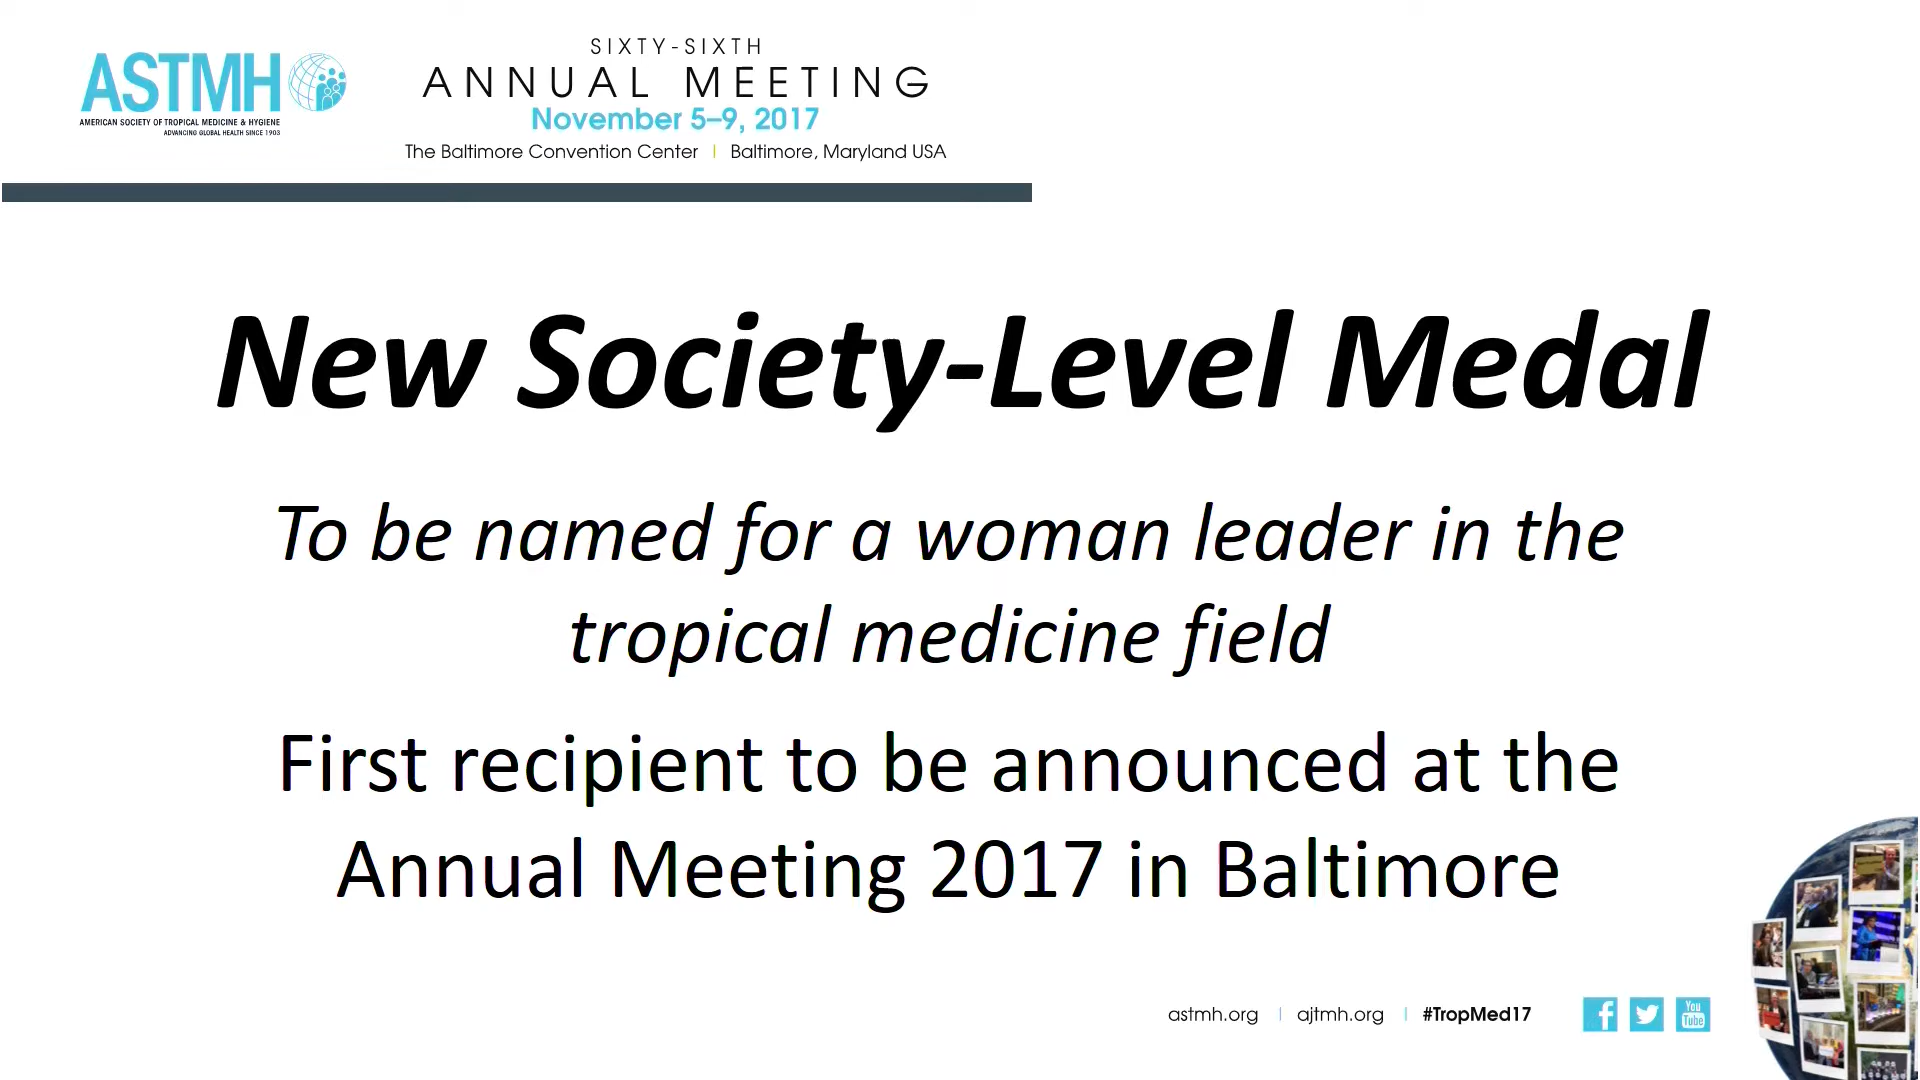 ASTMH
AMERICAN SOCIETY OF TROPICAL MEDICINE & HYGIENE
ADVANCING GLOBAL HEALTH SINCE 1903
SIXTY-SIXTH
ANNUAL MEETING
November 5–9, 2017
The Baltimore Convention Center | Baltimore, Maryland USA
New Society-Level Medal
To be named for a woman leader in the
tropical medicine field
First recipient to be announced at the
Annual Meeting 2017 in Baltimore
astmh.org | ajtmh.org | #TropMed17
f
You
Tube